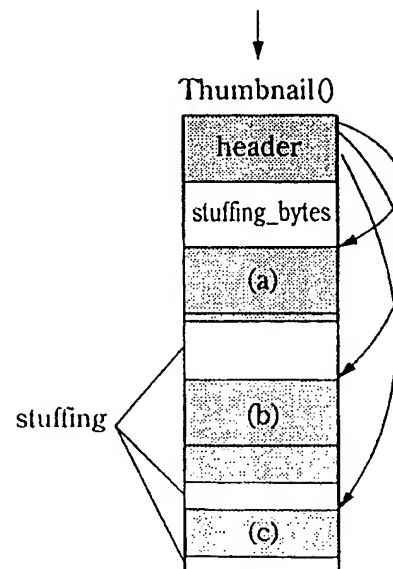 Thumbnail()
header
stuffing_bytes
(a)
(b)
stuffing
(c)